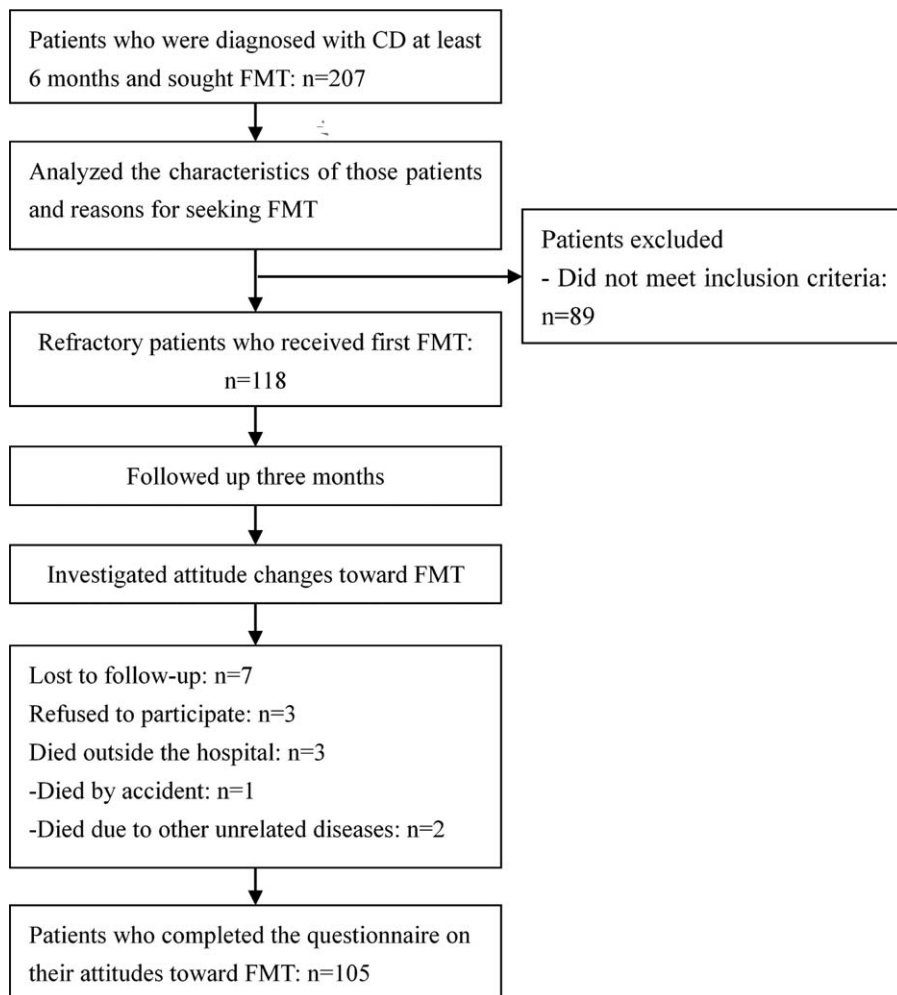 Patients who were diagnosed with CD at least
6 months and sought FMT: n=207
Analyzed the characteristics of those patients
and reasons for seeking FMT
Patients excluded
- Did not meet inclusion criteria:
n=89
Refractory patients who received first FMT:
n=118
Followed up three months
Investigated attitude changes toward FMT
Lost to follow-up: n=7
Refused to participate: n=3
Died outside the hospital: n=3
-Died by accident: n=1
-Died due to other unrelated diseases: n=2
Patients who completed the questionnaire on
their attitudes toward FMT: n=105